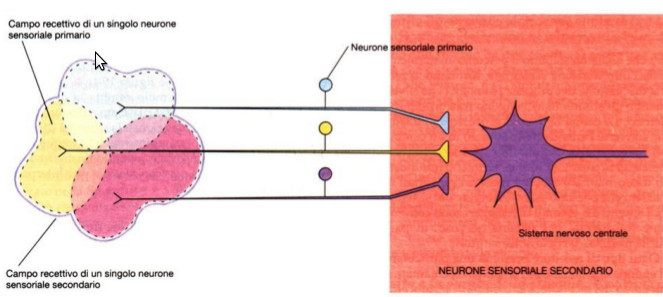 Campo recettivo di un singolo neurone
sensoriale primario
Neurone sensoriale primario
Sistema nervoso centrale
NEURONE SENSORIALE SECONDARIO
Campo recettivo di un singolo neurone
sensoriale secondario